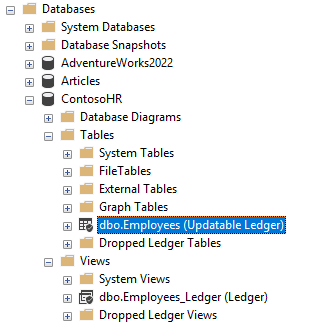 Databases
System Databases
Database Snapshots
AdventureWorks2022
Articles
ContosoHR
Database Diagrams
Tables
System Tables
FileTables
External Tables
Graph Tables
dbo.Employees (Updatable Ledger)
Dropped Ledger Tables
Views
System Views
dbo.Employees_Ledger (Ledger)
Dropped Ledger Views